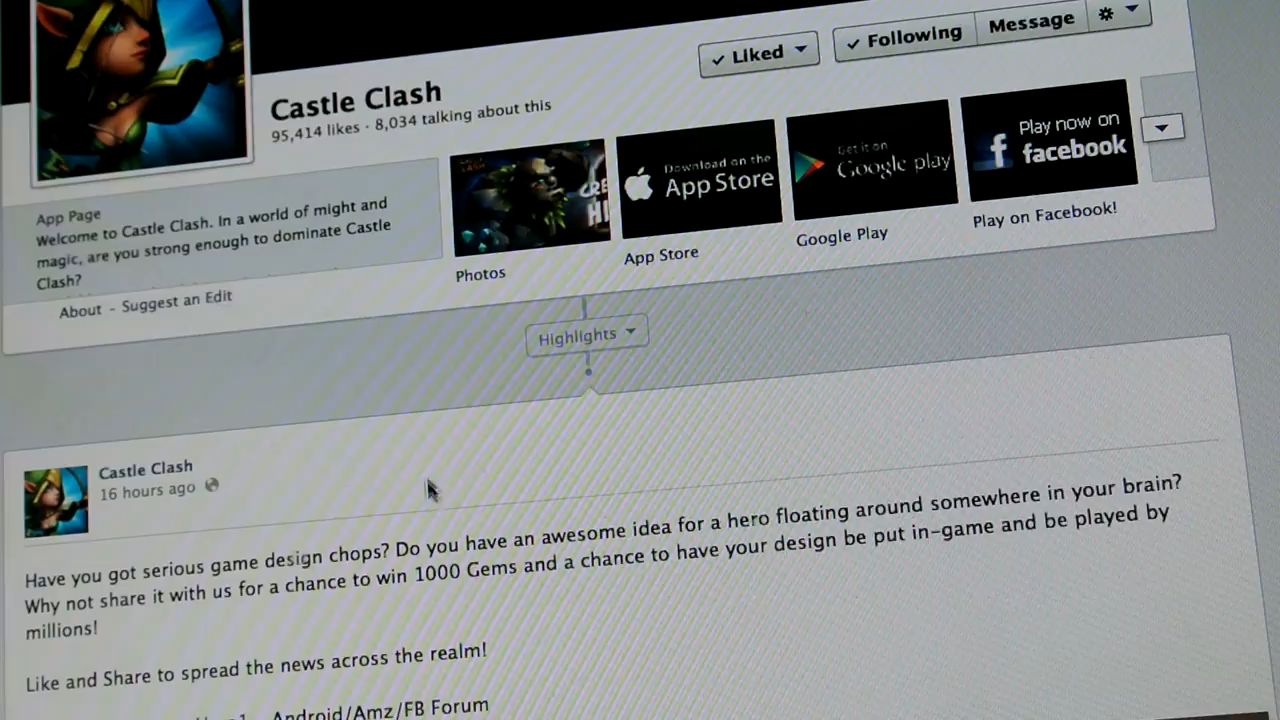 Liked
Following
Message
Castle Clash
95,414 likes · 8,034 talking about this
App Page
Welcome to Castle Clash. In a world of might and
magic, are you strong enough to dominate Castle
Clash?
About - Suggest an Edit
Photos
Download on the
App Store
App Store
Get it on
Google play
Google Play
Play now on
facebook
Play on Facebook!
Highlights
Castle Clash
16 hours ago
Have you got serious game design chops? Do you have an awesome idea for a hero floating around somewhere in your brain?
Why not share it with us for a chance to win 1000 Gems and a chance to have your design be put in-game and be played by
millions!
Like and Share to spread the news across the realm!
Android/Amz/FB Forum